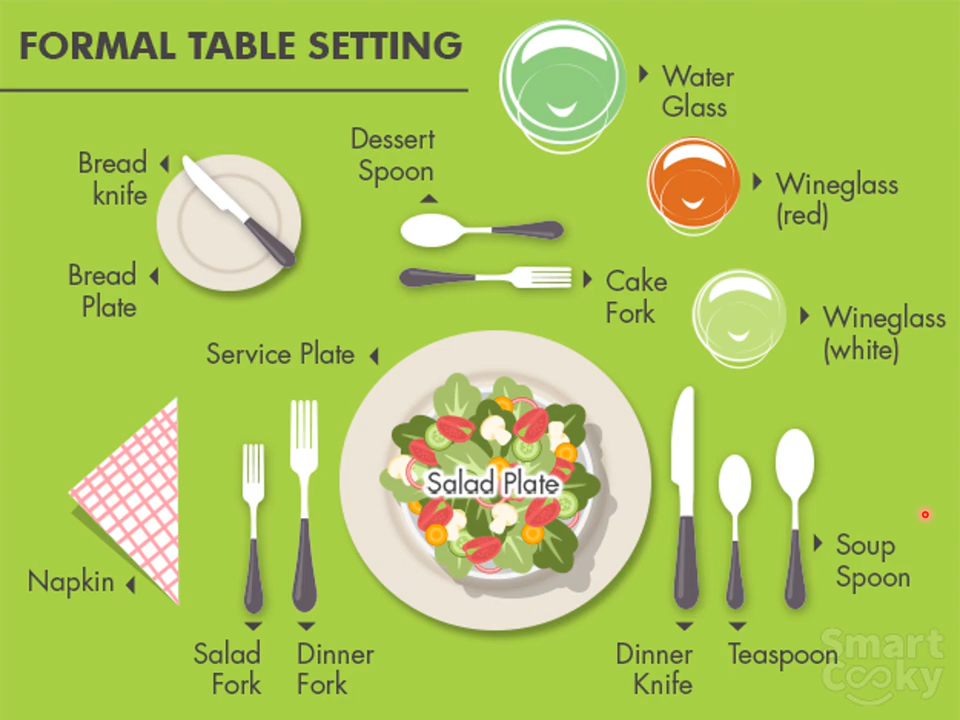 FORMAL TABLE SETTING
Water
Glass
Dessert
Spoon
Bread
knife
Wineglass
(red)
Bread
Plate
Cake
Fork
Wineglass
(white)
Service Plate
Salad Plate
Soup
Spoon
Napkin
Salad
Fork
Dinner
Fork
Dinner
Knife
Teaspoon
Smart
Cooky